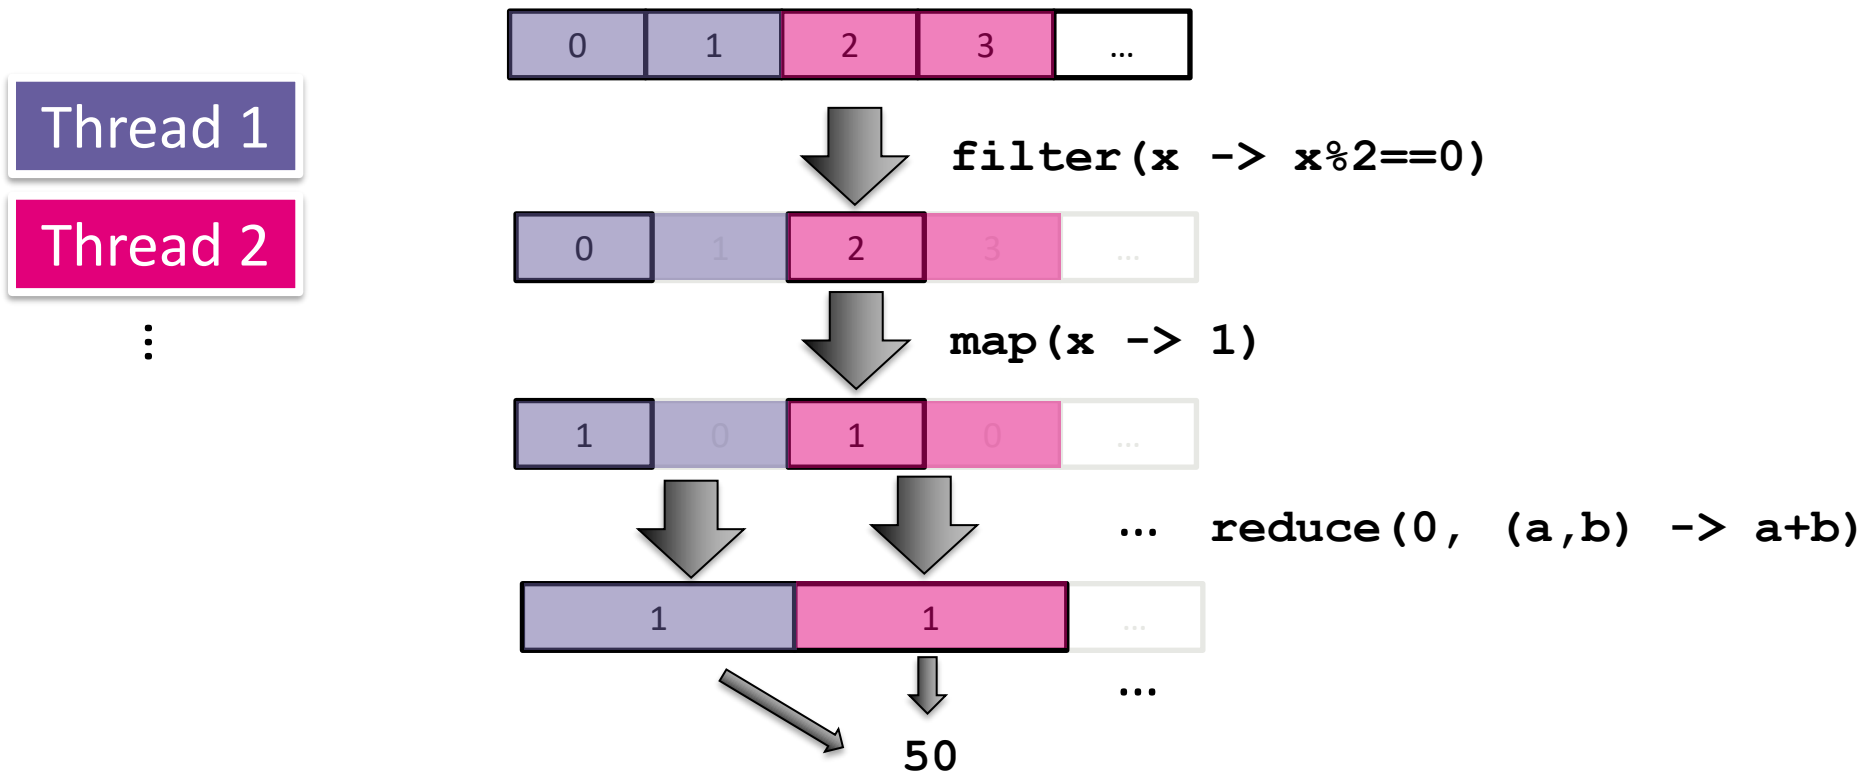 0 1 2 3 ...
Thread 1
filter(x -> x%2==0)
Thread 2
0 1 2 3 ...
⋮
map(x -> 1)
1 0 1 0 ...
... reduce(0, (a,b) -> a+b)
1 1 ...
...
50